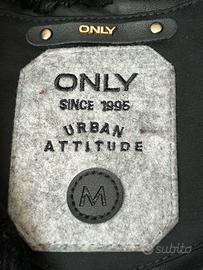 ONLY
ONLY
SINCE 1995
URBAN
ATTITUDE
M
subito